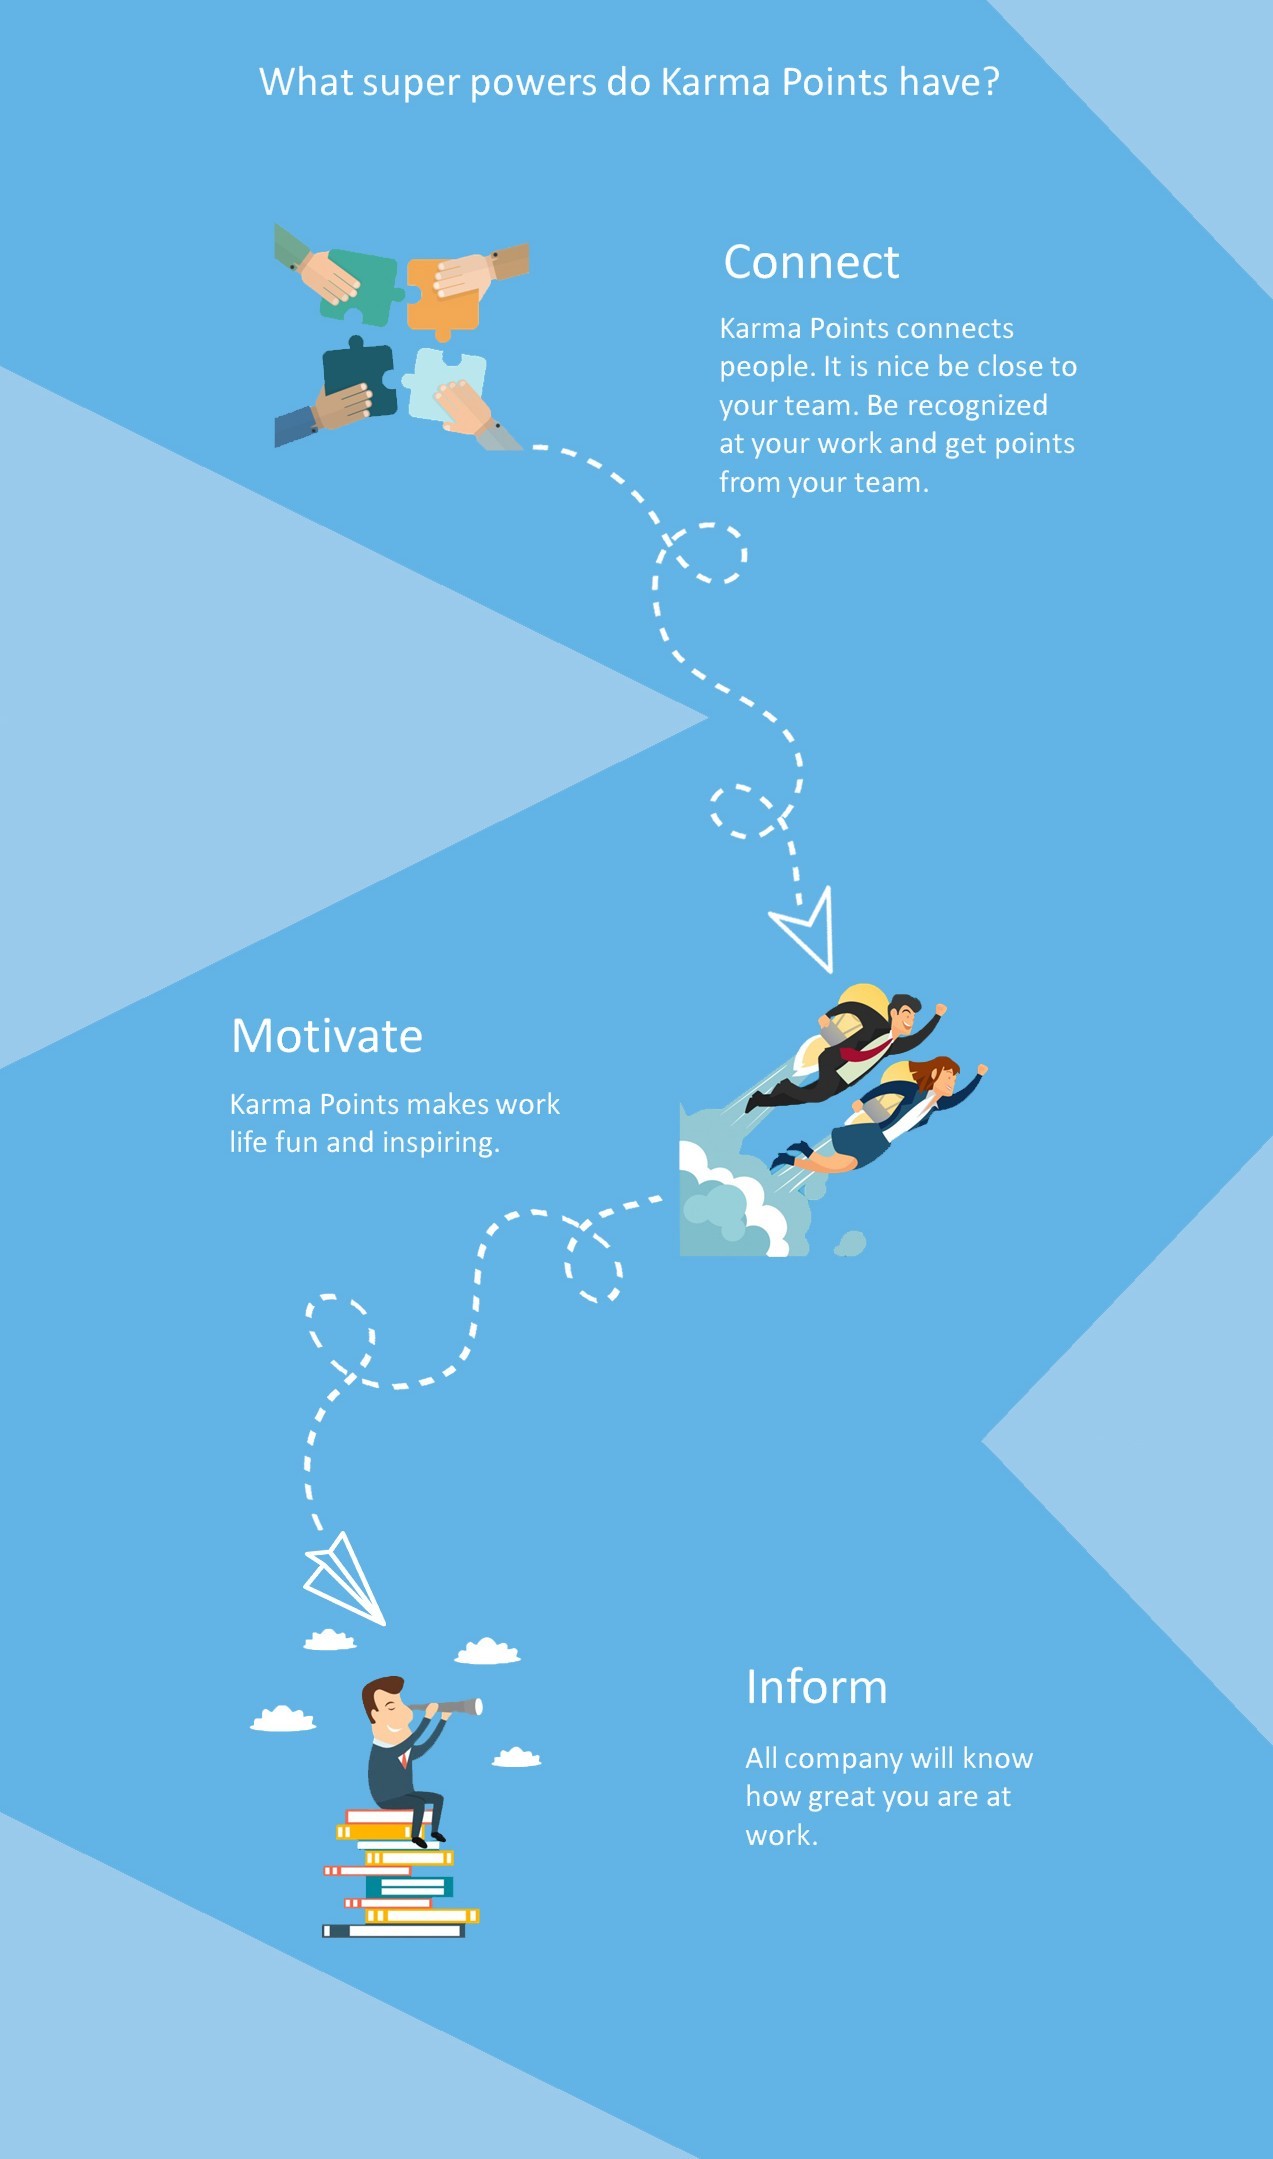 What super powers do Karma Points have?
Connect
Karma Points connects
people. It is nice be close to
your team. Be recognized
at your work and get points
from your team.
Motivate
Karma Points makes work
life fun and inspiring.
Inform
All company will know
how great you are at
work.